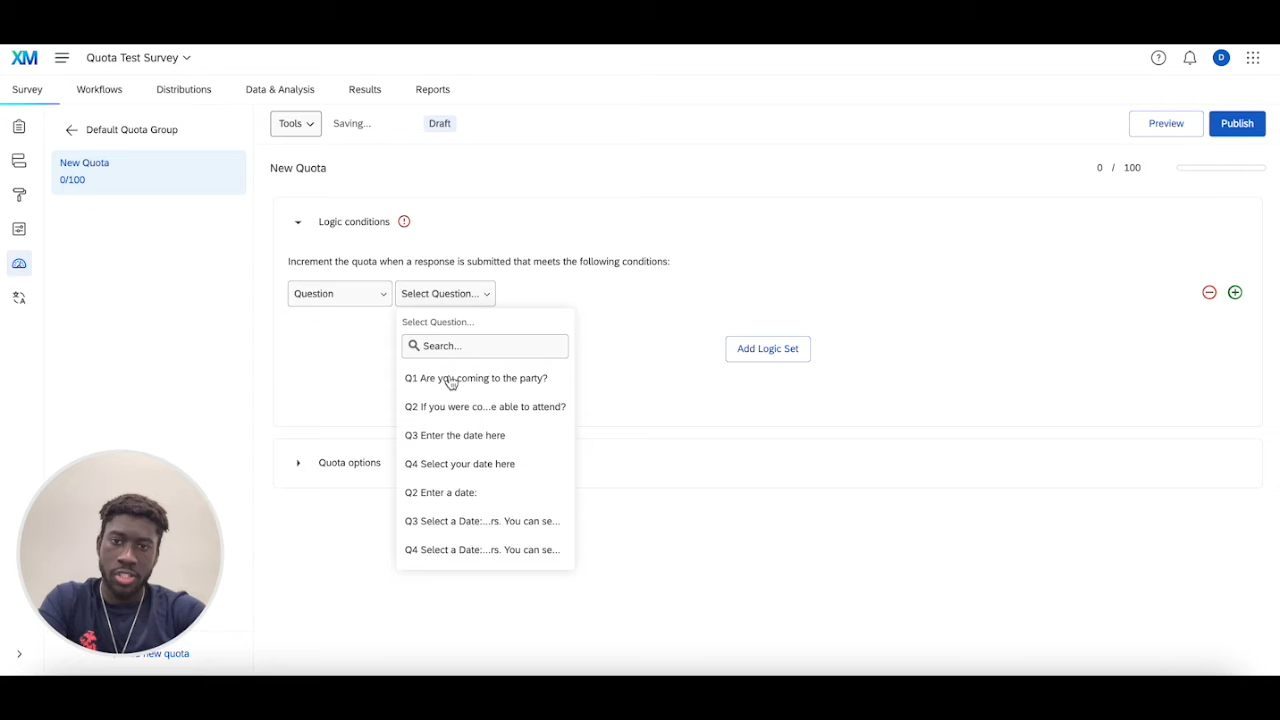 XM
Quota Test Survey
D
Survey
Workflows
Distributions
Data & Analysis
Results
Reports
Default Quota Group
Tools
Saving...
Draft
Preview
Publish
New Quota
0/100
New Quota
0 / 100
Logic conditions
Increment the quota when a response is submitted that meets the following conditions:
Question
Select Question...
Select Question...
Search...
Q1 Are you coming to the party?
Q2 If you were co...e able to attend?
Q3 Enter the date here
Q4 Select your date here
Q2 Enter a date:
Q3 Select a Date:...rs. You can se...
Q4 Select a Date:...rs. You can se...
Add Logic Set
Quota options
new quota